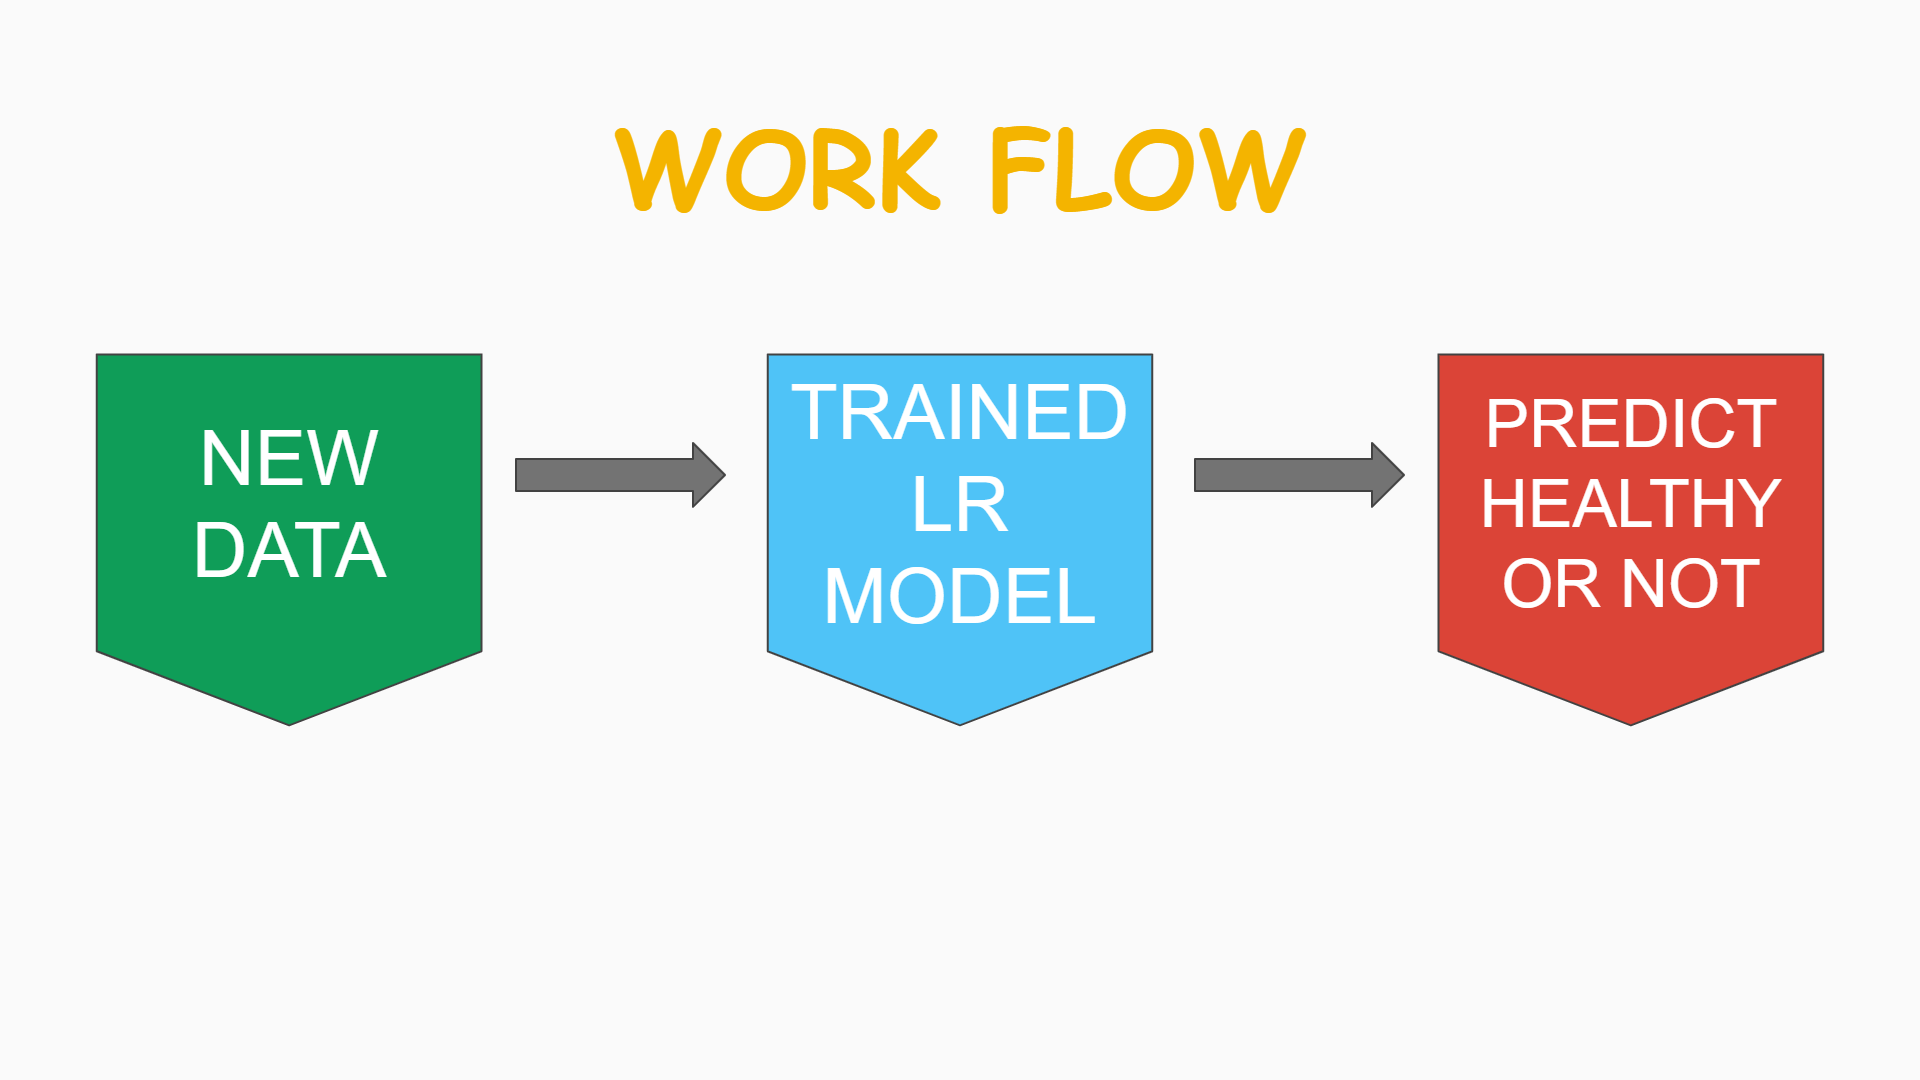 WORK FLOW
NEW
DATA
TRAINED
LR
MODEL
PREDICT
HEALTHY
OR NOT